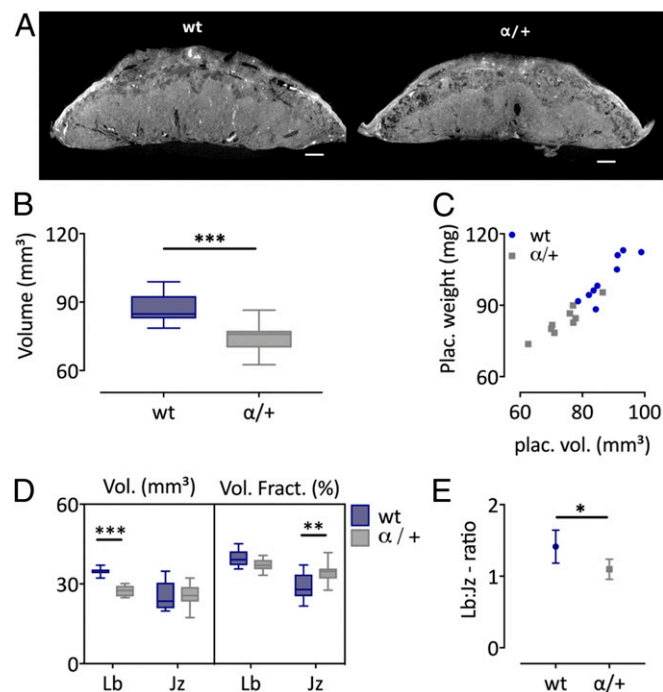 A
wt
α/+
B
Volume (mm³)
120
90
60
***
wt
α/+
C
Plac. weight (mg)
120
90
60
wt
α/+
60
80
100
plac. vol. (mm³)
D
Vol. (mm³)
Vol. Fract. (%)
60
30
0
***
**
wt
α / +
Lb
Jz
Lb
Jz
E
Lb:Jz - ratio
2
1
0
*
wt
α/+